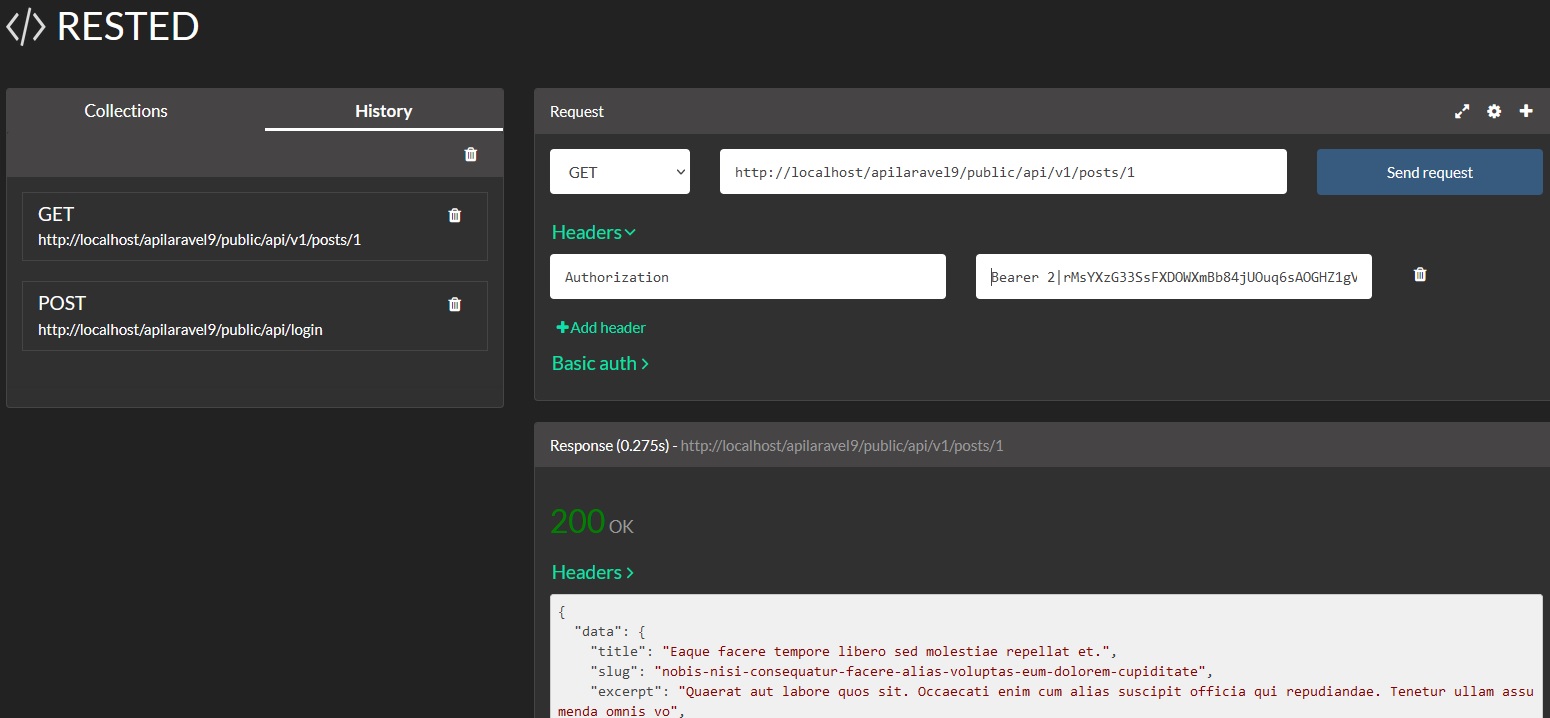 </> RESTED
Collections
History
GET
http://localhost/apilaravel9/public/api/v1/posts/1
POST
http://localhost/apilaravel9/public/api/login
Request
GET
http://localhost/apilaravel9/public/api/v1/posts/1
Send request
Headers
Authorization
Bearer 2|rMsYXzG33SsFXDOWXmBb84jUOuq6sAOGHZ1gV
Add header
Basic auth
Response (0.275s) - http://localhost/apilaravel9/public/api/v1/posts/1
200 OK
Headers
{
"data": {
"title": "Eaque facere tempore libero sed molestiae repellat et.",
"slug": "nobis-nisi-consequatur-facere-alias-voluptas-eum-dolorem-cupiditate",
"excerpt": "Quaerat aut labore quos sit. Occaecati enim cum alias suscipit officia qui repudiandae. Tenetur ullam assu
menda omnis vo",